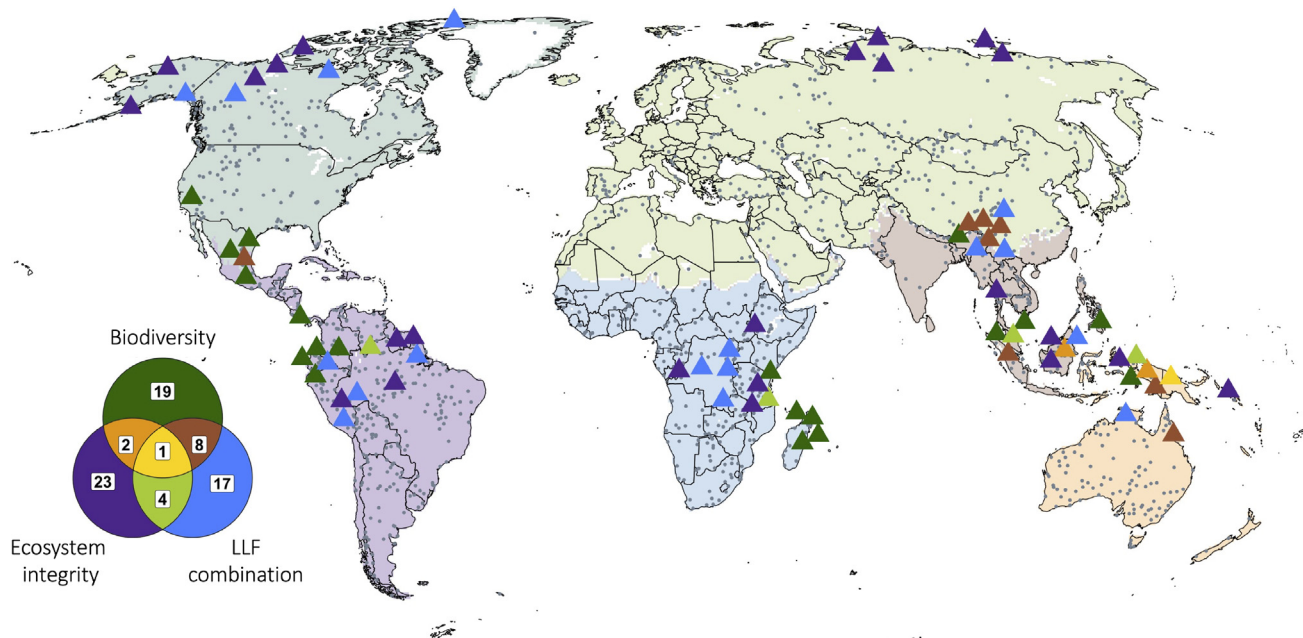 Biodiversity
19
2
1
8
23
4
17
Ecosystem
integrity
LLF
combination